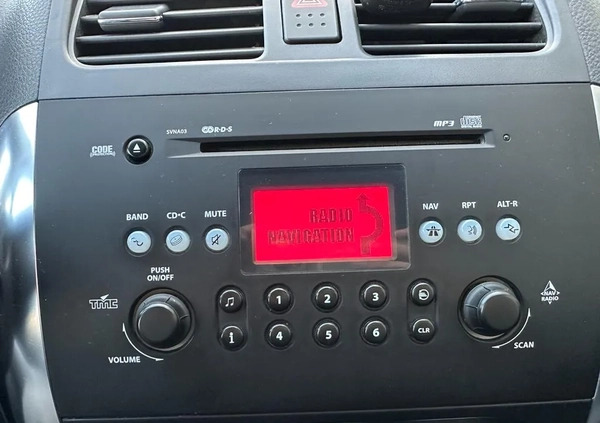 CODE
SVNA03
R·D·S
MP3
disc
RADIO
NAVIGATION
BAND
CD·C
MUTE
NAV
RPT
ALT-R
PUSH
ON/OFF
TMC
1
2
3
NAV
RADIO
i
4
5
6
CLR
VOLUME
SCAN